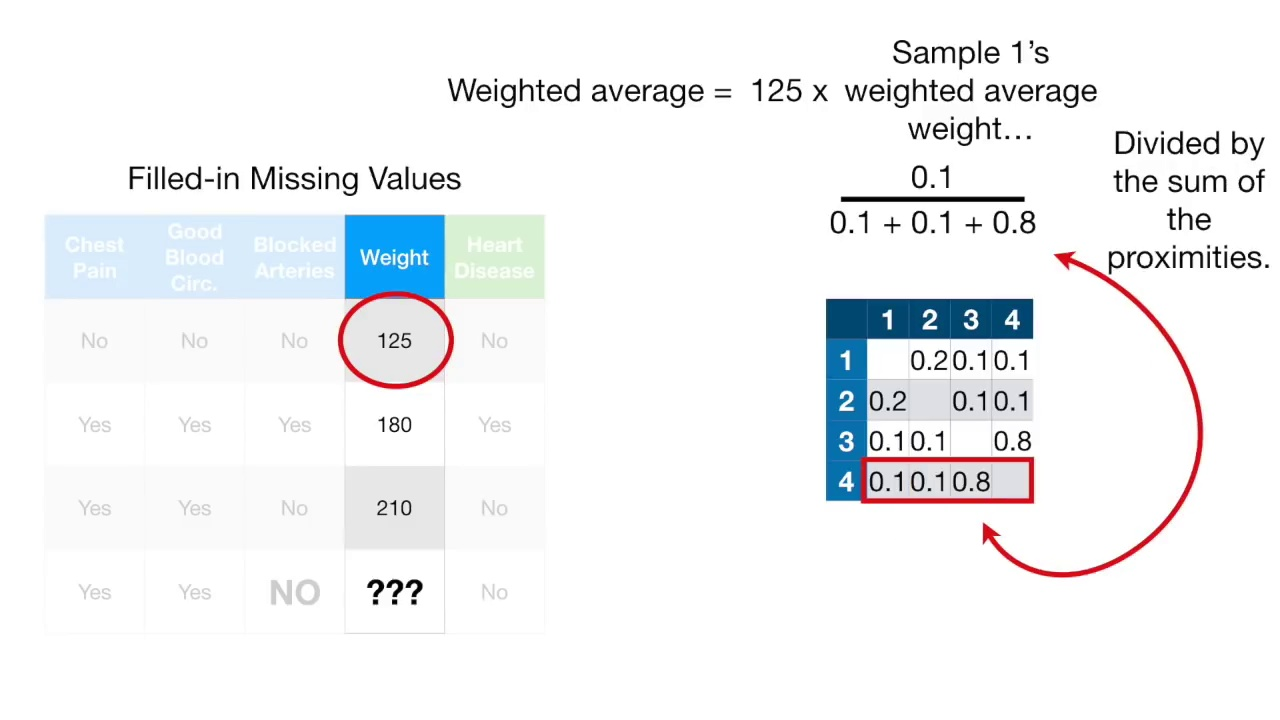 Sample 1’s
Weighted average = 125 x weighted average
weight…
0.1
0.1 + 0.1 + 0.8
Divided by
the sum of
the
proximities.
Filled-in Missing Values
Chest Pain Good Blood Circ. Blocked Arteries Weight Heart Disease
No No No 125 No
Yes Yes Yes 180 Yes
Yes Yes No 210 No
Yes Yes NO ??? No
1 2 3 4
1 0.2 0.1 0.1
2 0.2 0.1 0.1
3 0.1 0.1 0.8
4 0.1 0.1 0.8